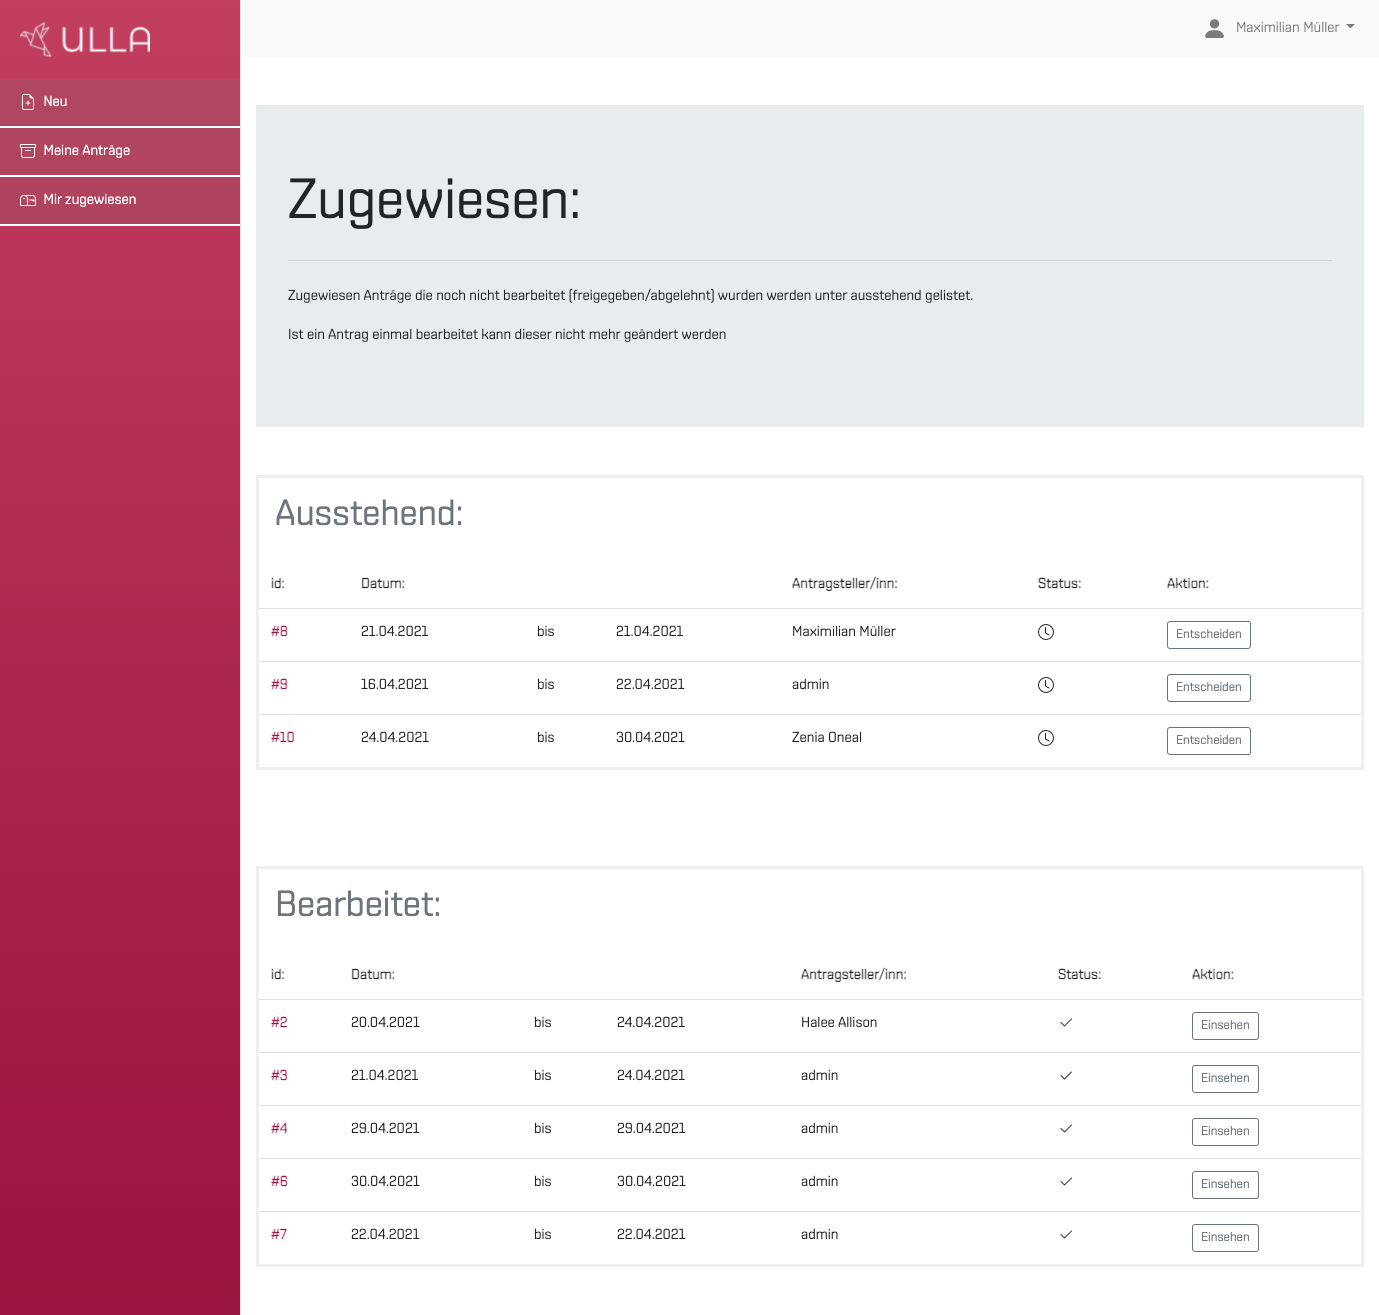 ULLA
Maximilian Müller
Neu
Meine Anträge
Mir zugewiesen
Zugewiesen:
Zugewiesen Anträge die noch nicht bearbeitet (freigegeben/abgelehnt) wurden werden unter ausstehend gelistet.
Ist ein Antrag einmal bearbeitet kann dieser nicht mehr geändert werden
Ausstehend:
id: Datum: Antragsteller/inn: Status: Aktion:
#8 21.04.2021 bis 21.04.2021 Maximilian Müller Entscheiden
#9 16.04.2021 bis 22.04.2021 admin Entscheiden
#10 24.04.2021 bis 30.04.2021 Zenia Oneal Entscheiden
Bearbeitet:
id: Datum: Antragsteller/inn: Status: Aktion:
#2 20.04.2021 bis 24.04.2021 Halee Allison Einsehen
#3 21.04.2021 bis 24.04.2021 admin Einsehen
#4 29.04.2021 bis 29.04.2021 admin Einsehen
#6 30.04.2021 bis 30.04.2021 admin Einsehen
#7 22.04.2021 bis 22.04.2021 admin Einsehen